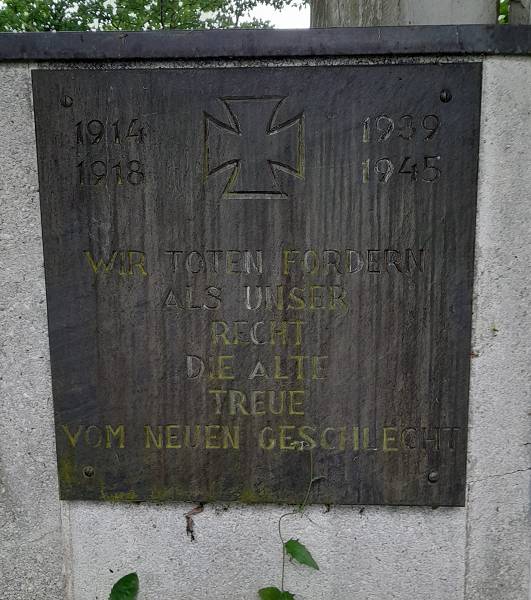 1914 1939
1918 1945
WIR TOTEN FORDERN
ALS UNSER
RECHT
DIE ALTE
TREUE
VOM NEUEN GESCHLECHT